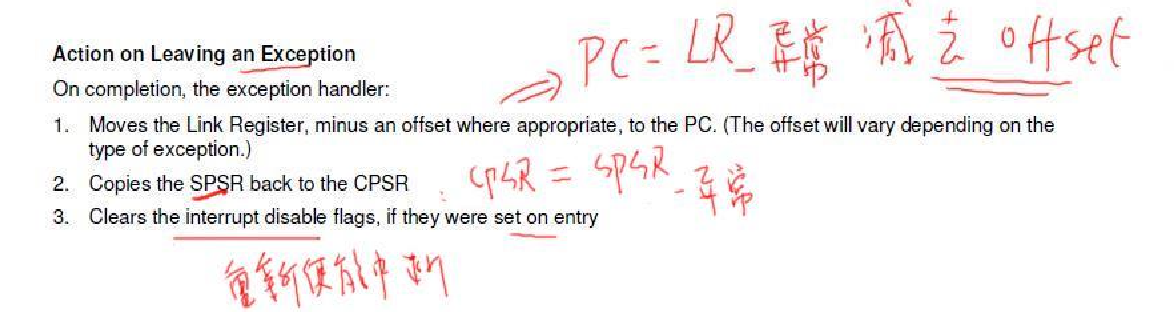 Action on Leaving an Exception
PC = LR_异常 减去 offset
On completion, the exception handler:
1. Moves the Link Register, minus an offset where appropriate, to the PC. (The offset will vary depending on the
type of exception.)
2. Copies the SPSR back to the CPSR
CPSR = SPSR_异常
3. Clears the interrupt disable flags, if they were set on entry
重新使能中断